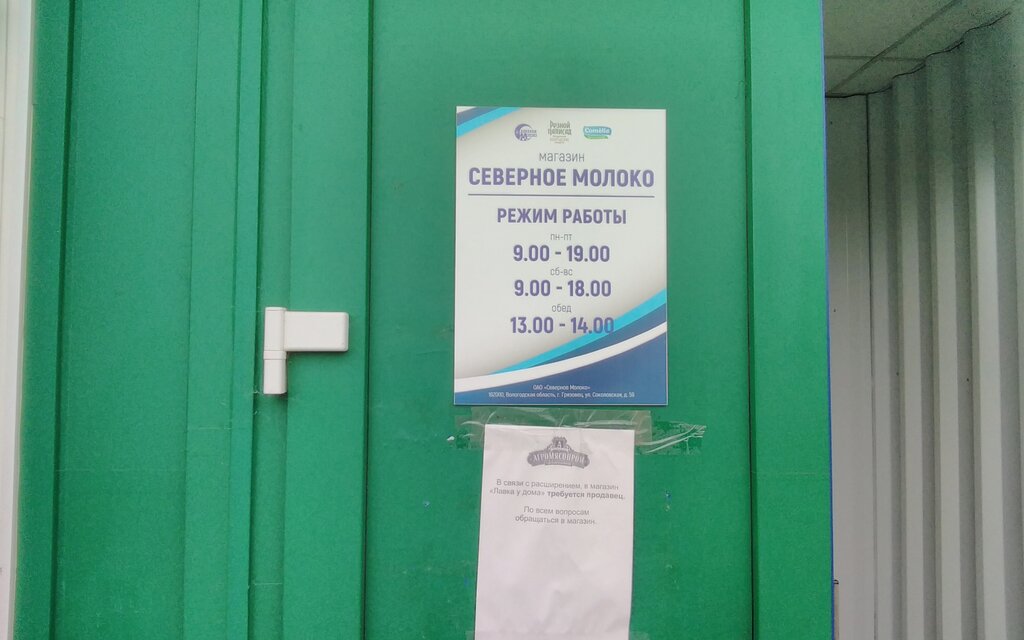 Comēlla
магазин
СЕВЕРНОЕ МОЛОКО
РЕЖИМ РАБОТЫ
пн-пт
9.00 - 19.00
сб-вс
9.00 - 18.00
обед
13.00 - 14.00
ОАО «Северное Молоко»
162000, Вологодская область, г. Грязовец, ул. Соколовская, д. 59
АГРОМЯСОПРОМ
В связи с расширением, в магазин
«Лавка у дома» требуется продавец.
По всем вопросам
обращаться в магазин.